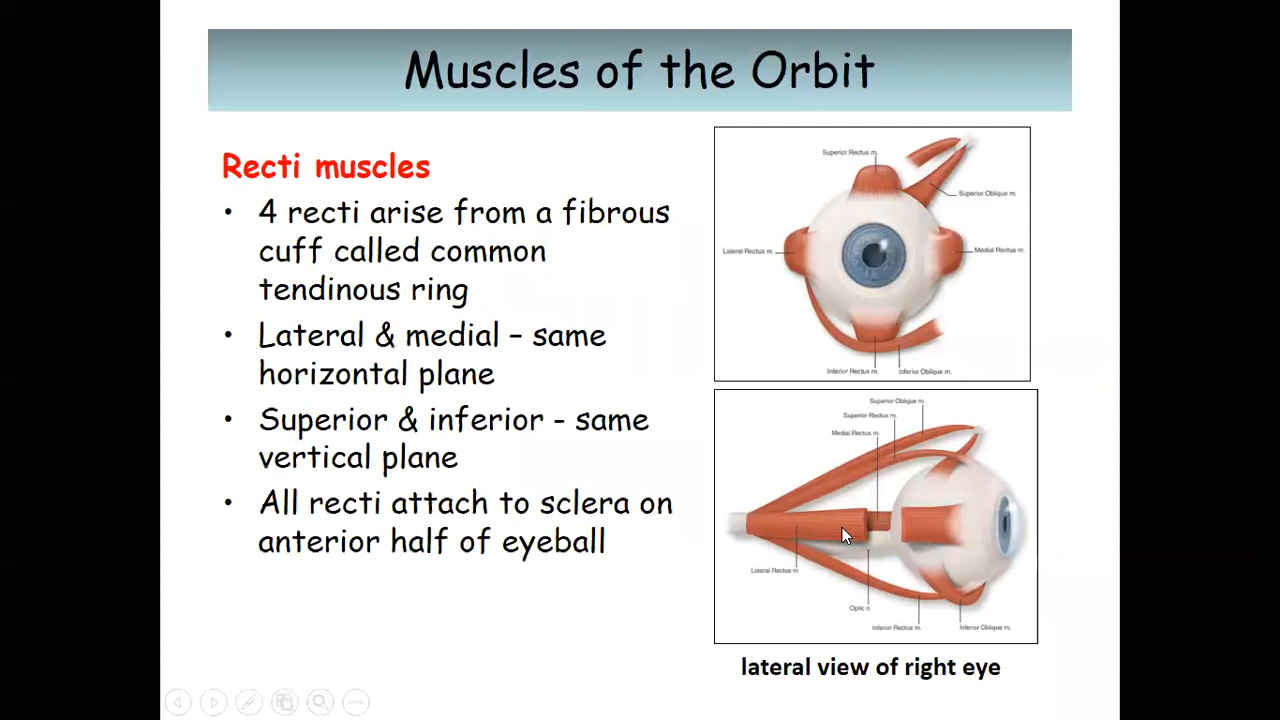 Muscles of the Orbit
Recti muscles
• 4 recti arise from a fibrous
cuff called common
tendinous ring
• Lateral & medial – same
horizontal plane
• Superior & inferior - same
vertical plane
• All recti attach to sclera on
anterior half of eyeball
Superior Rectus m.
Superior Oblique m.
Lateral Rectus m.
Medial Rectus m.
Inferior Rectus m.
Inferior Oblique m.
Superior Oblique m.
Superior Rectus m.
Medial Rectus m.
Lateral Rectus m
Optic n
Inferior Rectus m.
Inferior Oblique m.
lateral view of right eye